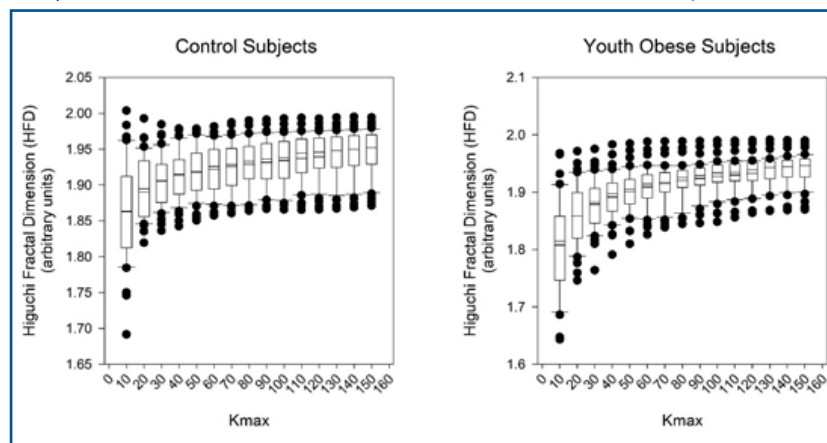 Control Subjects
Higuchi Fractal Dimension (HFD)
(arbitrary units)
2.05
2.00
1.95
1.90
1.85
1.80
1.75
1.70
1.65
0 10 20 30 40 50 60 70 80 90 100 110 120 130 140 150 160
Kmax
Youth Obese Subjects
Higuchi Fractal Dimension (HFD)
(arbitrary units)
2.1
2.0
1.9
1.8
1.7
1.6
0 10 20 30 40 50 60 70 80 90 100 110 120 130 140 150 160
Kmax